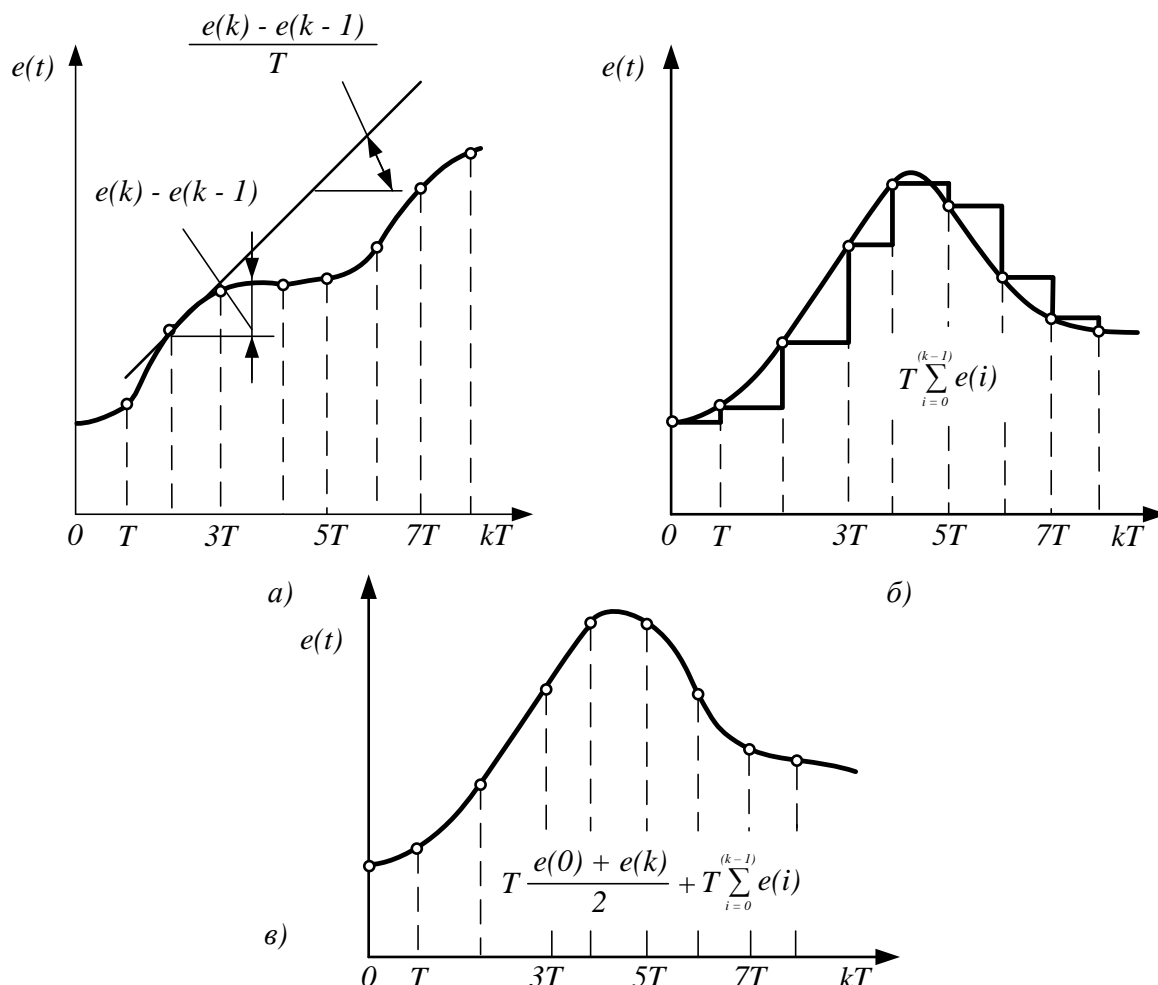 e(k) - e(k - 1)
T
e(t)
e(k) - e(k - 1)
0 T 3T 5T 7T kT
а)
e(t)
(k-1)
T ∑ e(i)
i = 0
0 T 3T 5T 7T kT
б)
e(t)
e(0) + e(k) (k-1)
T + T ∑ e(i)
2 i = 0
в)
0 T 3T 5T 7T kT